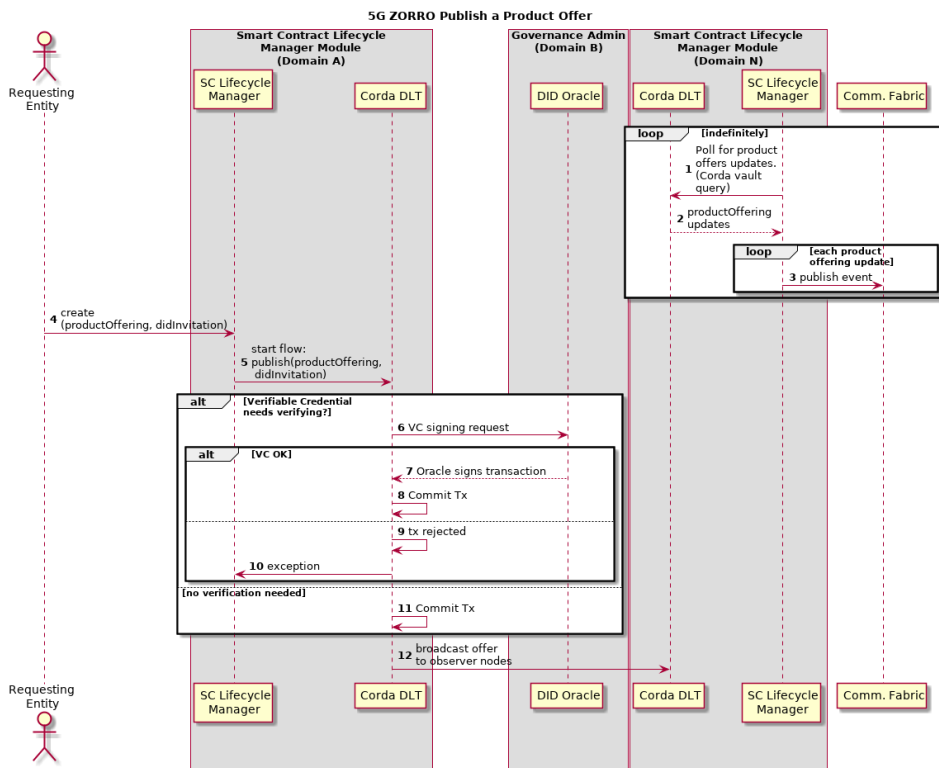 5G ZORRO Publish a Product Offer
Smart Contract Lifecycle
Manager Module
(Domain A)
Governance Admin
(Domain B)
Smart Contract Lifecycle
Manager Module
(Domain N)
Requesting
Entity
SC Lifecycle
Manager
Corda DLT
DID Oracle
Corda DLT
SC Lifecycle
Manager
Comm. Fabric
loop [indefinitely]
1 Poll for product
offers updates.
(Corda vault
query)
2 productOffering
updates
loop [each product
offering update]
3 publish event
4 create
(productOffering, didInvitation)
5 start flow:
publish(productOffering,
didInvitation)
alt [Verifiable Credential
needs verifying?]
6 VC signing request
alt [VC OK]
7 Oracle signs transaction
8 Commit Tx
9 tx rejected
10 exception
[no verification needed]
11 Commit Tx
12 broadcast offer
to observer nodes
Requesting
Entity
SC Lifecycle
Manager
Corda DLT
DID Oracle
Corda DLT
SC Lifecycle
Manager
Comm. Fabric